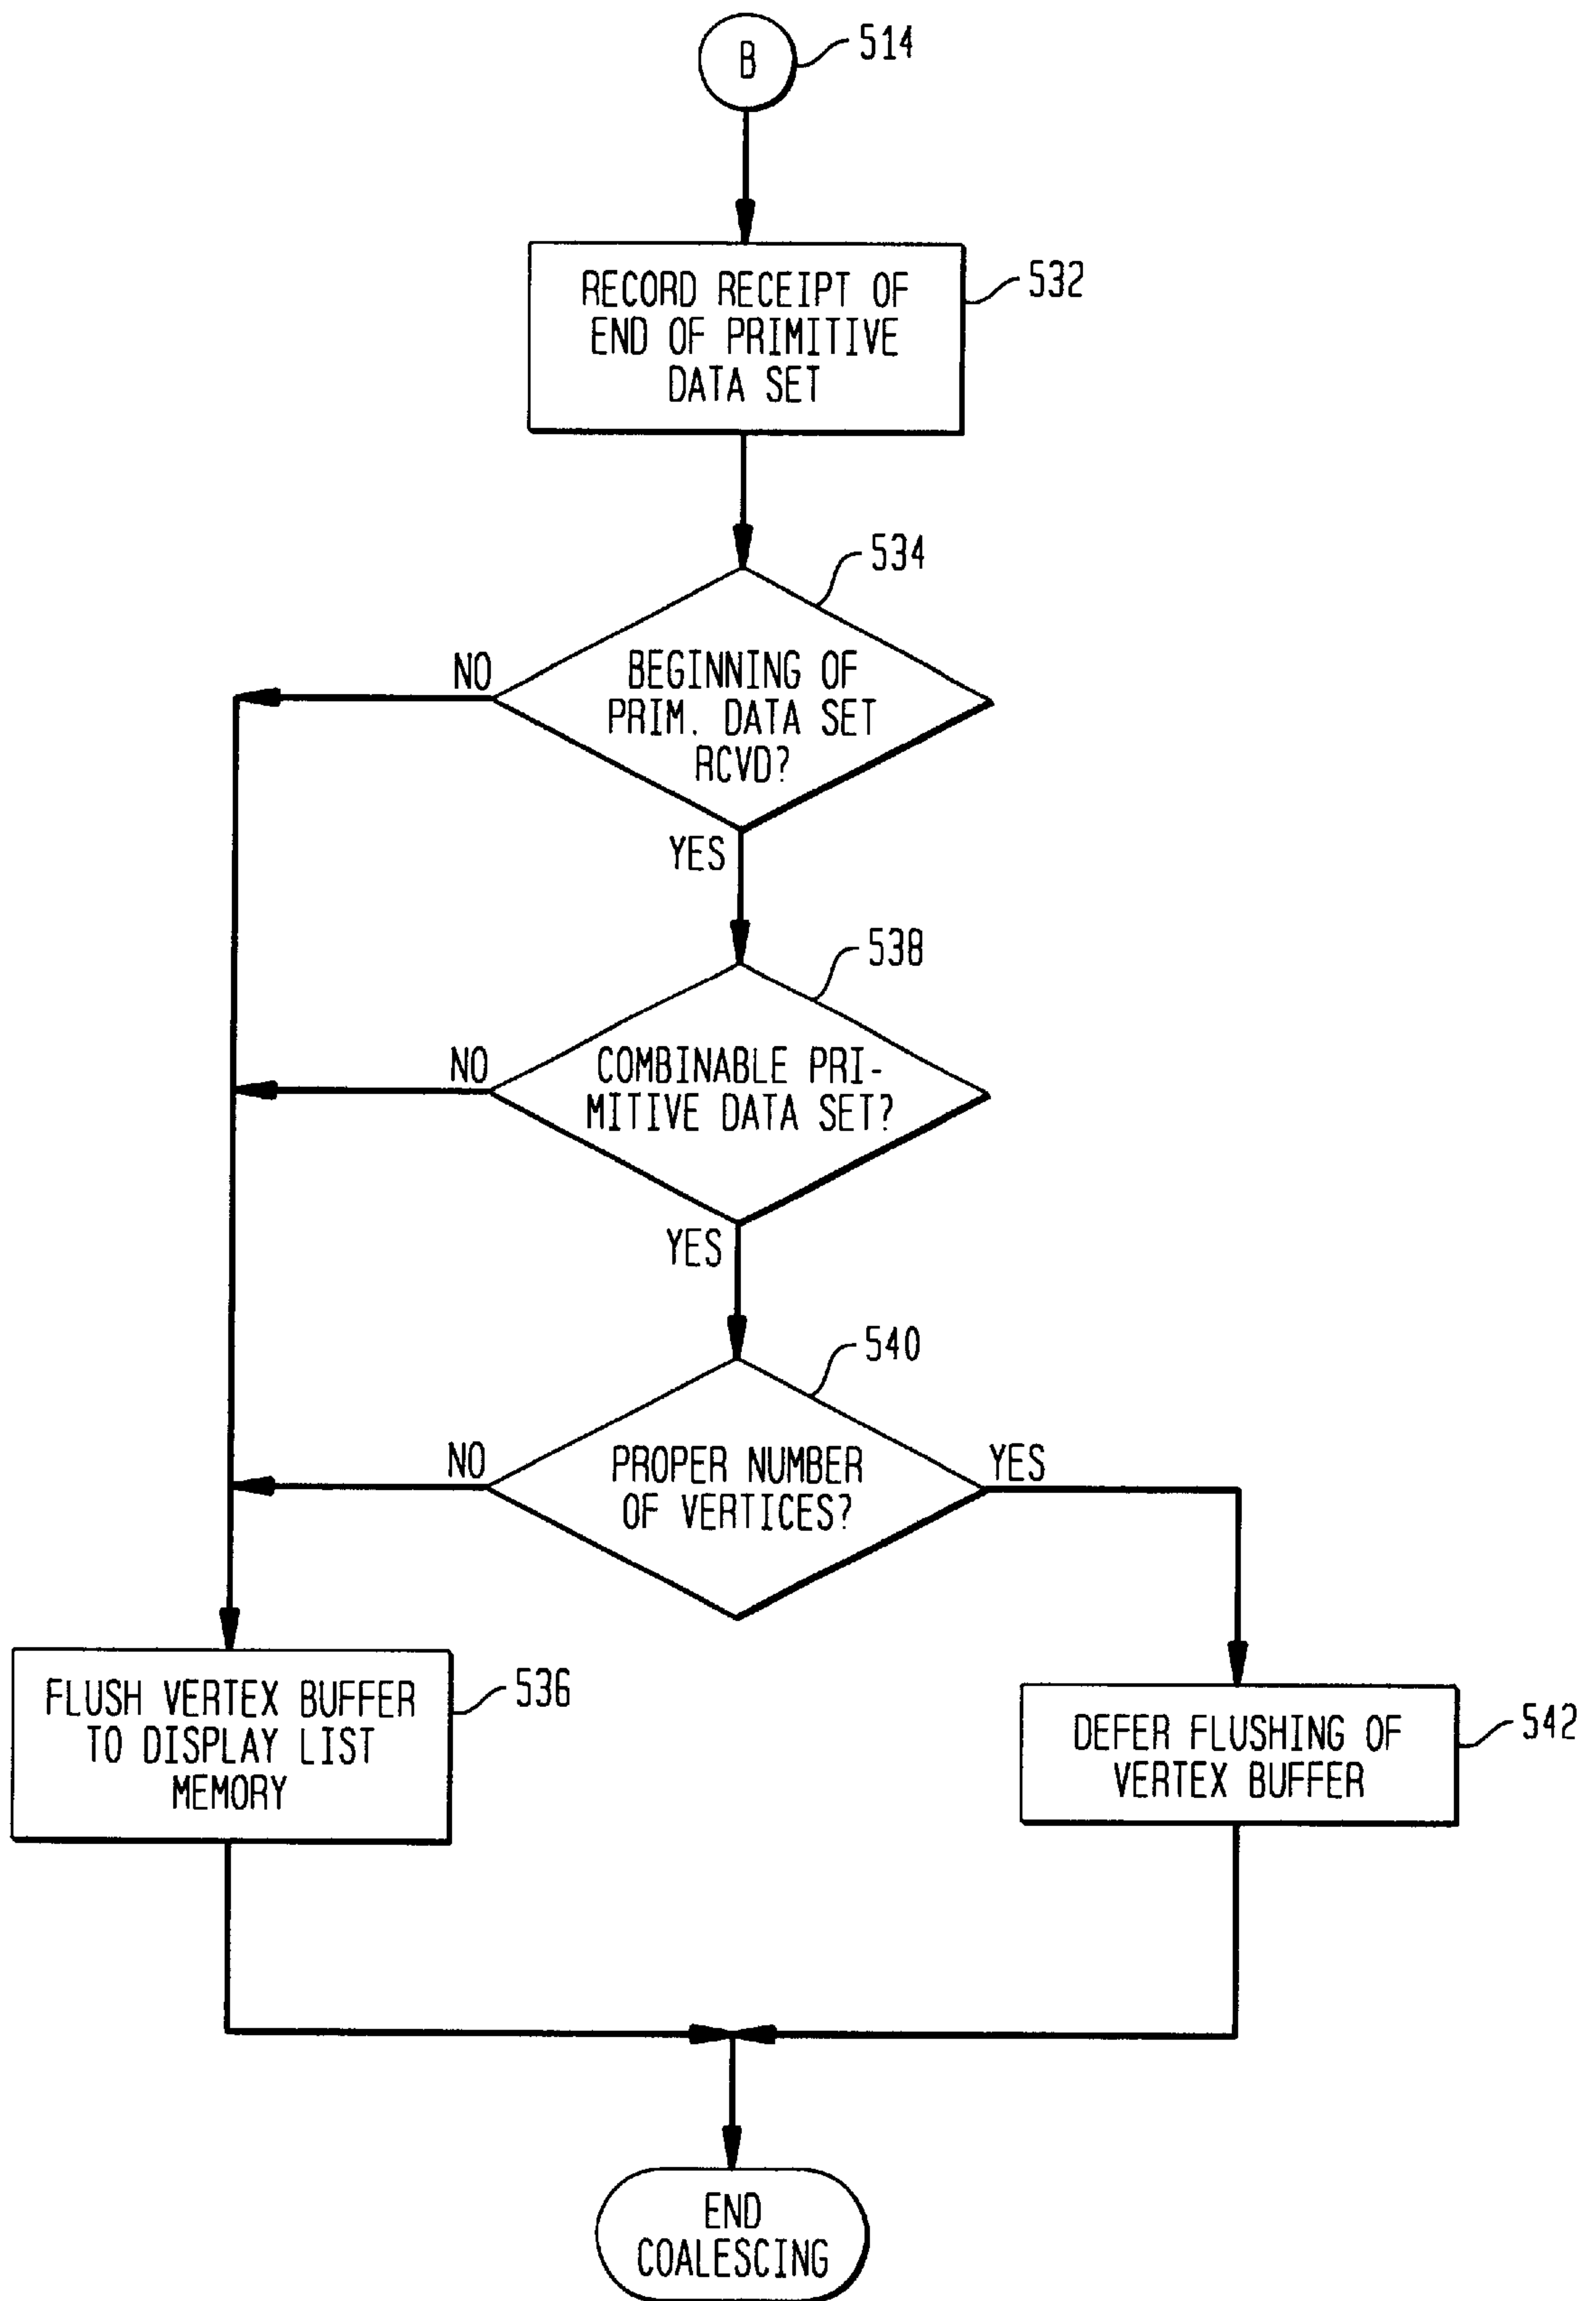 B
514
RECORD RECEIPT OF
END OF PRIMITIVE
DATA SET
532
534
BEGINNING OF
PRIM. DATA SET
RCVD?
NO
YES
538
COMBINABLE PRI-
MITIVE DATA SET?
NO
YES
540
PROPER NUMBER
OF VERTICES?
NO
YES
FLUSH VERTEX BUFFER
TO DISPLAY LIST
MEMORY
536
DEFER FLUSHING OF
VERTEX BUFFER
542
END
COALESCING